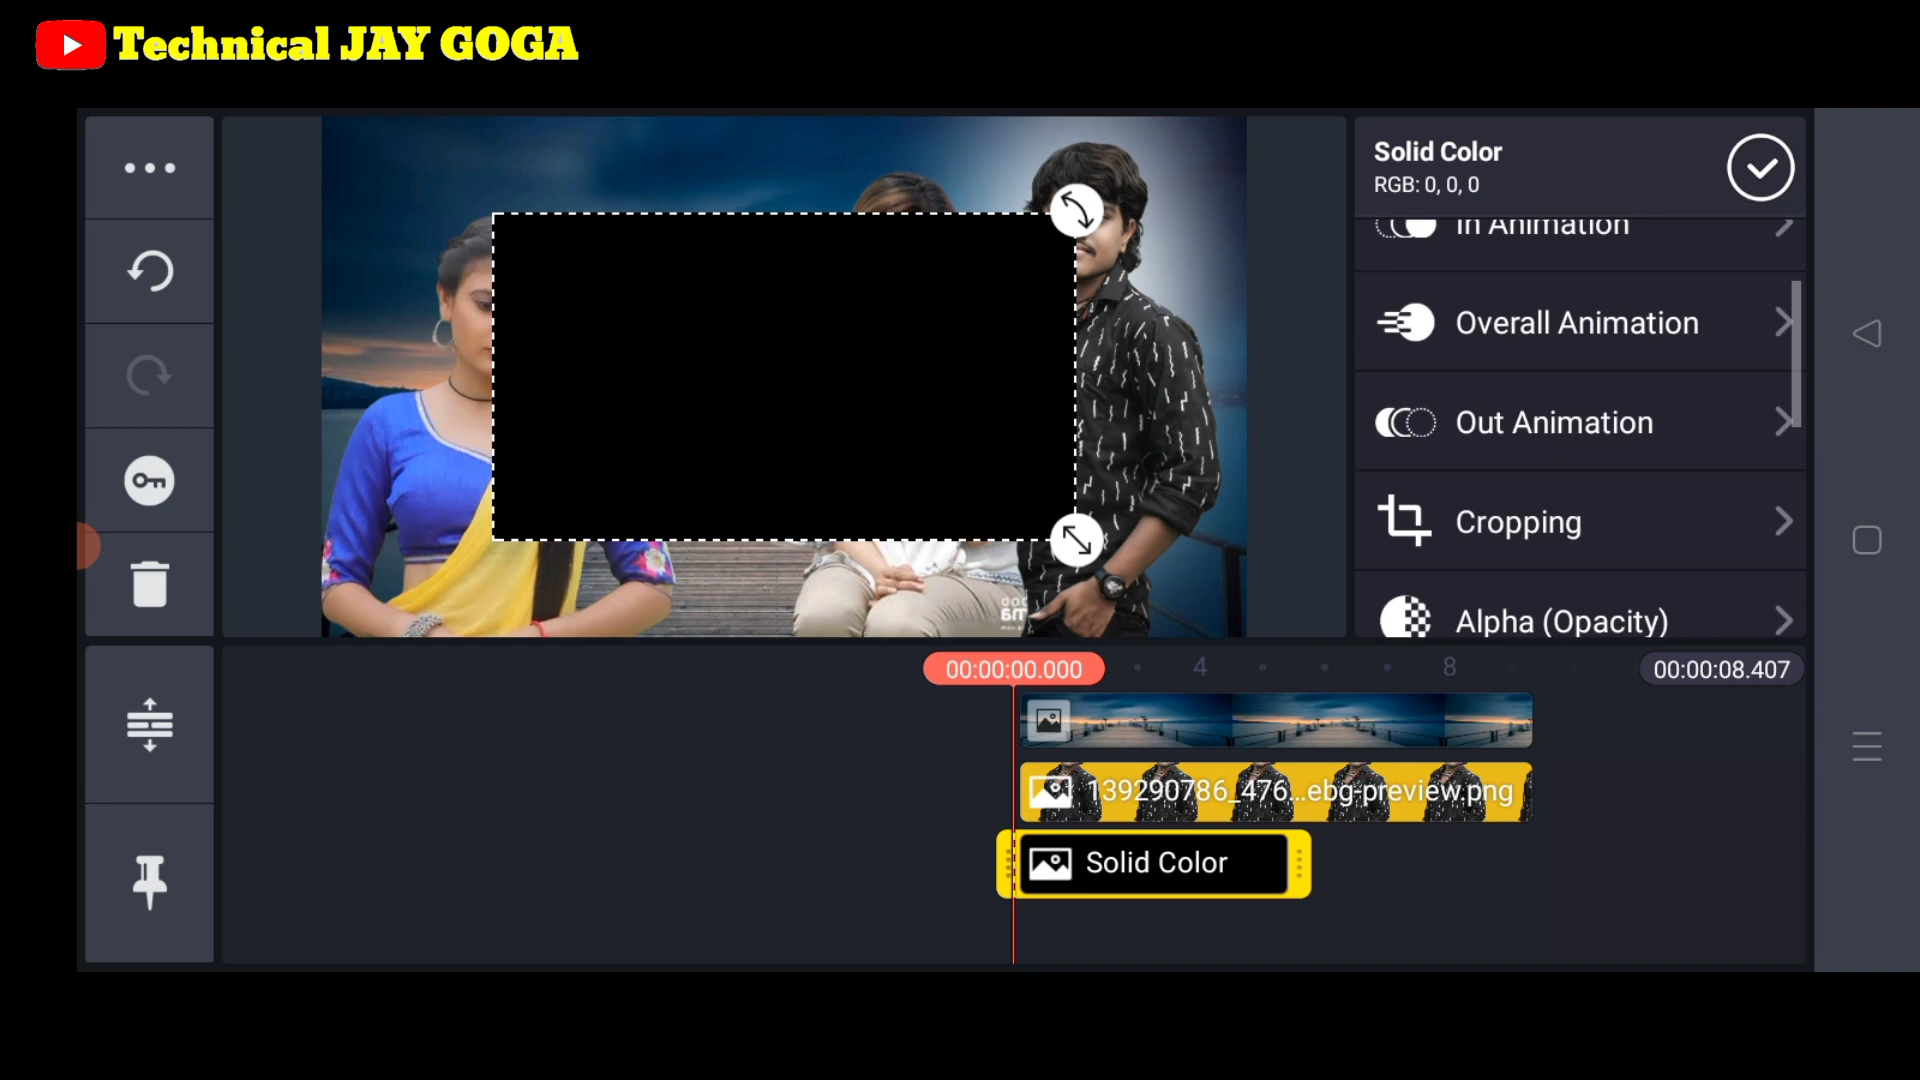 Technical JAY GOGA
Solid Color
RGB: 0, 0, 0
In Animation
Overall Animation
Out Animation
Cropping
Alpha (Opacity)
00:00:00.000
4
8
00:00:08.407
139290786_476...ebg-preview.png
Solid Color